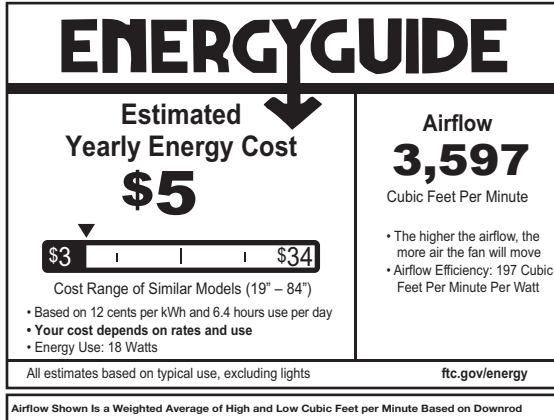 ENERGYGUIDE
Estimated
Yearly Energy Cost
$5
$3
$34
Cost Range of Similar Models (19” – 84”)
• Based on 12 cents per kWh and 6.4 hours use per day
• Your cost depends on rates and use
• Energy Use: 18 Watts
Airflow
3,597
Cubic Feet Per Minute
• The higher the airflow, the
more air the fan will move
• Airflow Efficiency: 197 Cubic
Feet Per Minute Per Watt
All estimates based on typical use, excluding lights
ftc.gov/energy
Airflow Shown Is a Weighted Average of High and Low Cubic Feet per Minute Based on Downrod